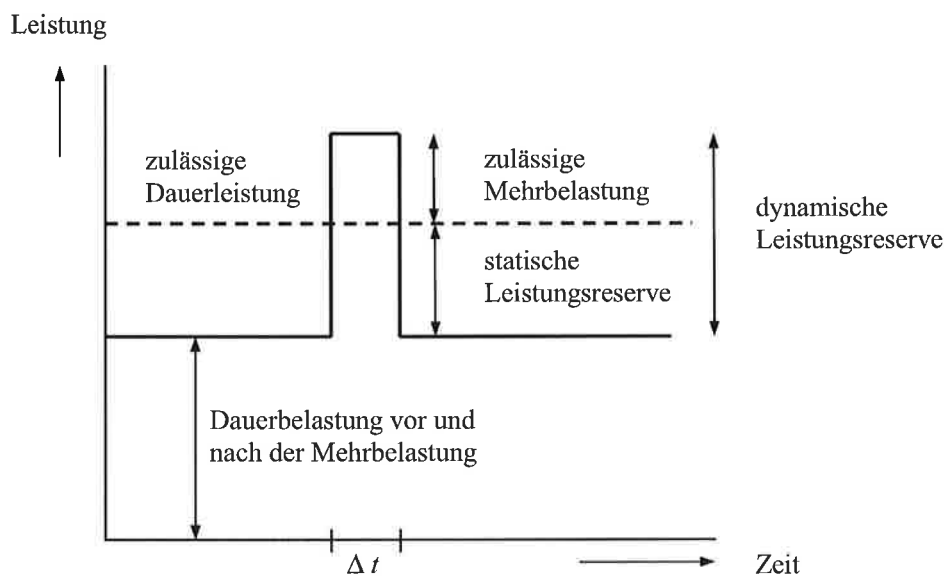 Leistung
zulässige
Dauerleistung
zulässige
Mehrbelastung
dynamische
Leistungsreserve
statische
Leistungsreserve
Dauerbelastung vor und
nach der Mehrbelastung
Δ t
Zeit